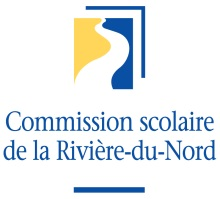 Commission scolaire
de la Rivière-du-Nord